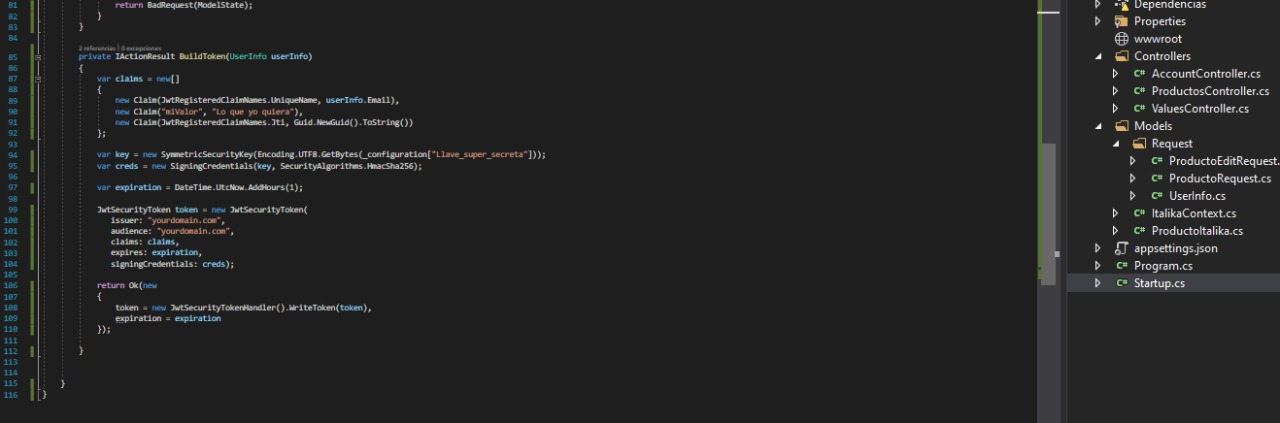 81 return BadRequest(ModelState);
82 }
83 }
84
2 referencias | 0 excepciones
85 private IActionResult BuildToken(UserInfo userInfo)
86 {
87 var claims = new[]
88 {
89 new Claim(JwtRegisteredClaimNames.UniqueName, userInfo.Email),
90 new Claim("miValor", "Lo que yo quiera"),
91 new Claim(JwtRegisteredClaimNames.Jti, Guid.NewGuid().ToString())
92 };
93
94 var key = new SymmetricSecurityKey(Encoding.UTF8.GetBytes(_configuration["Llave_super_secreta"]));
95 var creds = new SigningCredentials(key, SecurityAlgorithms.HmacSha256);
96
97 var expiration = DateTime.UtcNow.AddHours(1);
98
99 JwtSecurityToken token = new JwtSecurityToken(
100 issuer: "yourdomain.com",
101 audience: "yourdomain.com",
102 claims: claims,
103 expires: expiration,
104 signingCredentials: creds);
105
106 return Ok(new
107 {
108 token = new JwtSecurityTokenHandler().WriteToken(token),
109 expiration = expiration
110 });
111
112 }
113
114
115 }
116 }
Dependencias
Properties
wwwroot
Controllers
C# AccountController.cs
C# ProductosController.cs
C# ValuesController.cs
Models
Request
C# ProductoEditRequest.
C# ProductoRequest.cs
C# UserInfo.cs
C# ItalikaContext.cs
C# ProductoItalika.cs
appsettings.json
C# Program.cs
C# Startup.cs